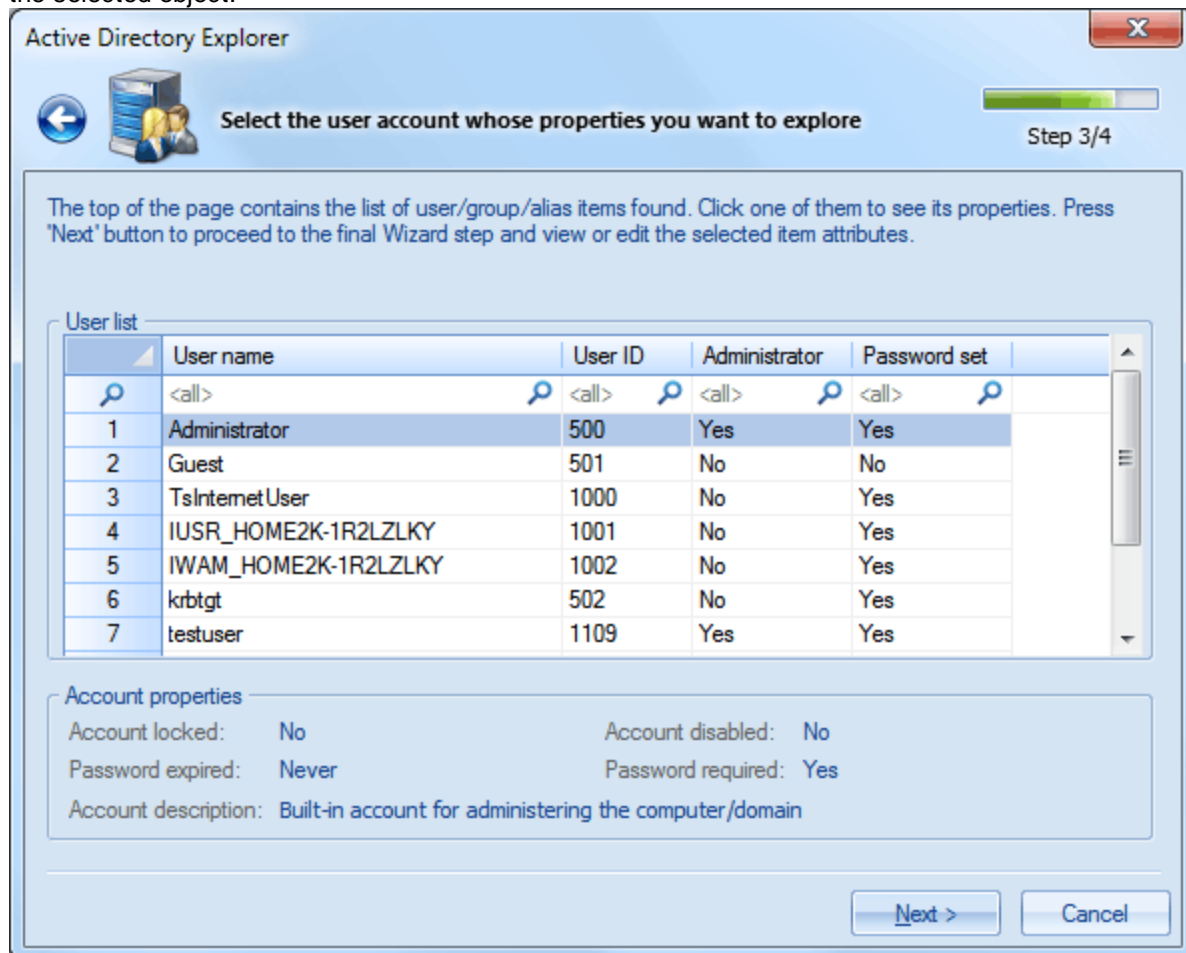 the selected object.
Active Directory Explorer
Select the user account whose properties you want to explore
Step 3/4
The top of the page contains the list of user/group/alias items found. Click one of them to see its properties. Press
'Next' button to proceed to the final Wizard step and view or edit the selected item attributes.
User list
User name User ID Administrator Password set
<all> <all> <all> <all>
1 Administrator 500 Yes Yes
2 Guest 501 No No
3 TsInternetUser 1000 No Yes
4 IUSR_HOME2K-1R2LZLKY 1001 No Yes
5 IWAM_HOME2K-1R2LZLKY 1002 No Yes
6 krbtgt 502 No Yes
7 testuser 1109 Yes Yes
Account properties
Account locked: No Account disabled: No
Password expired: Never Password required: Yes
Account description: Built-in account for administering the computer/domain
Next > Cancel